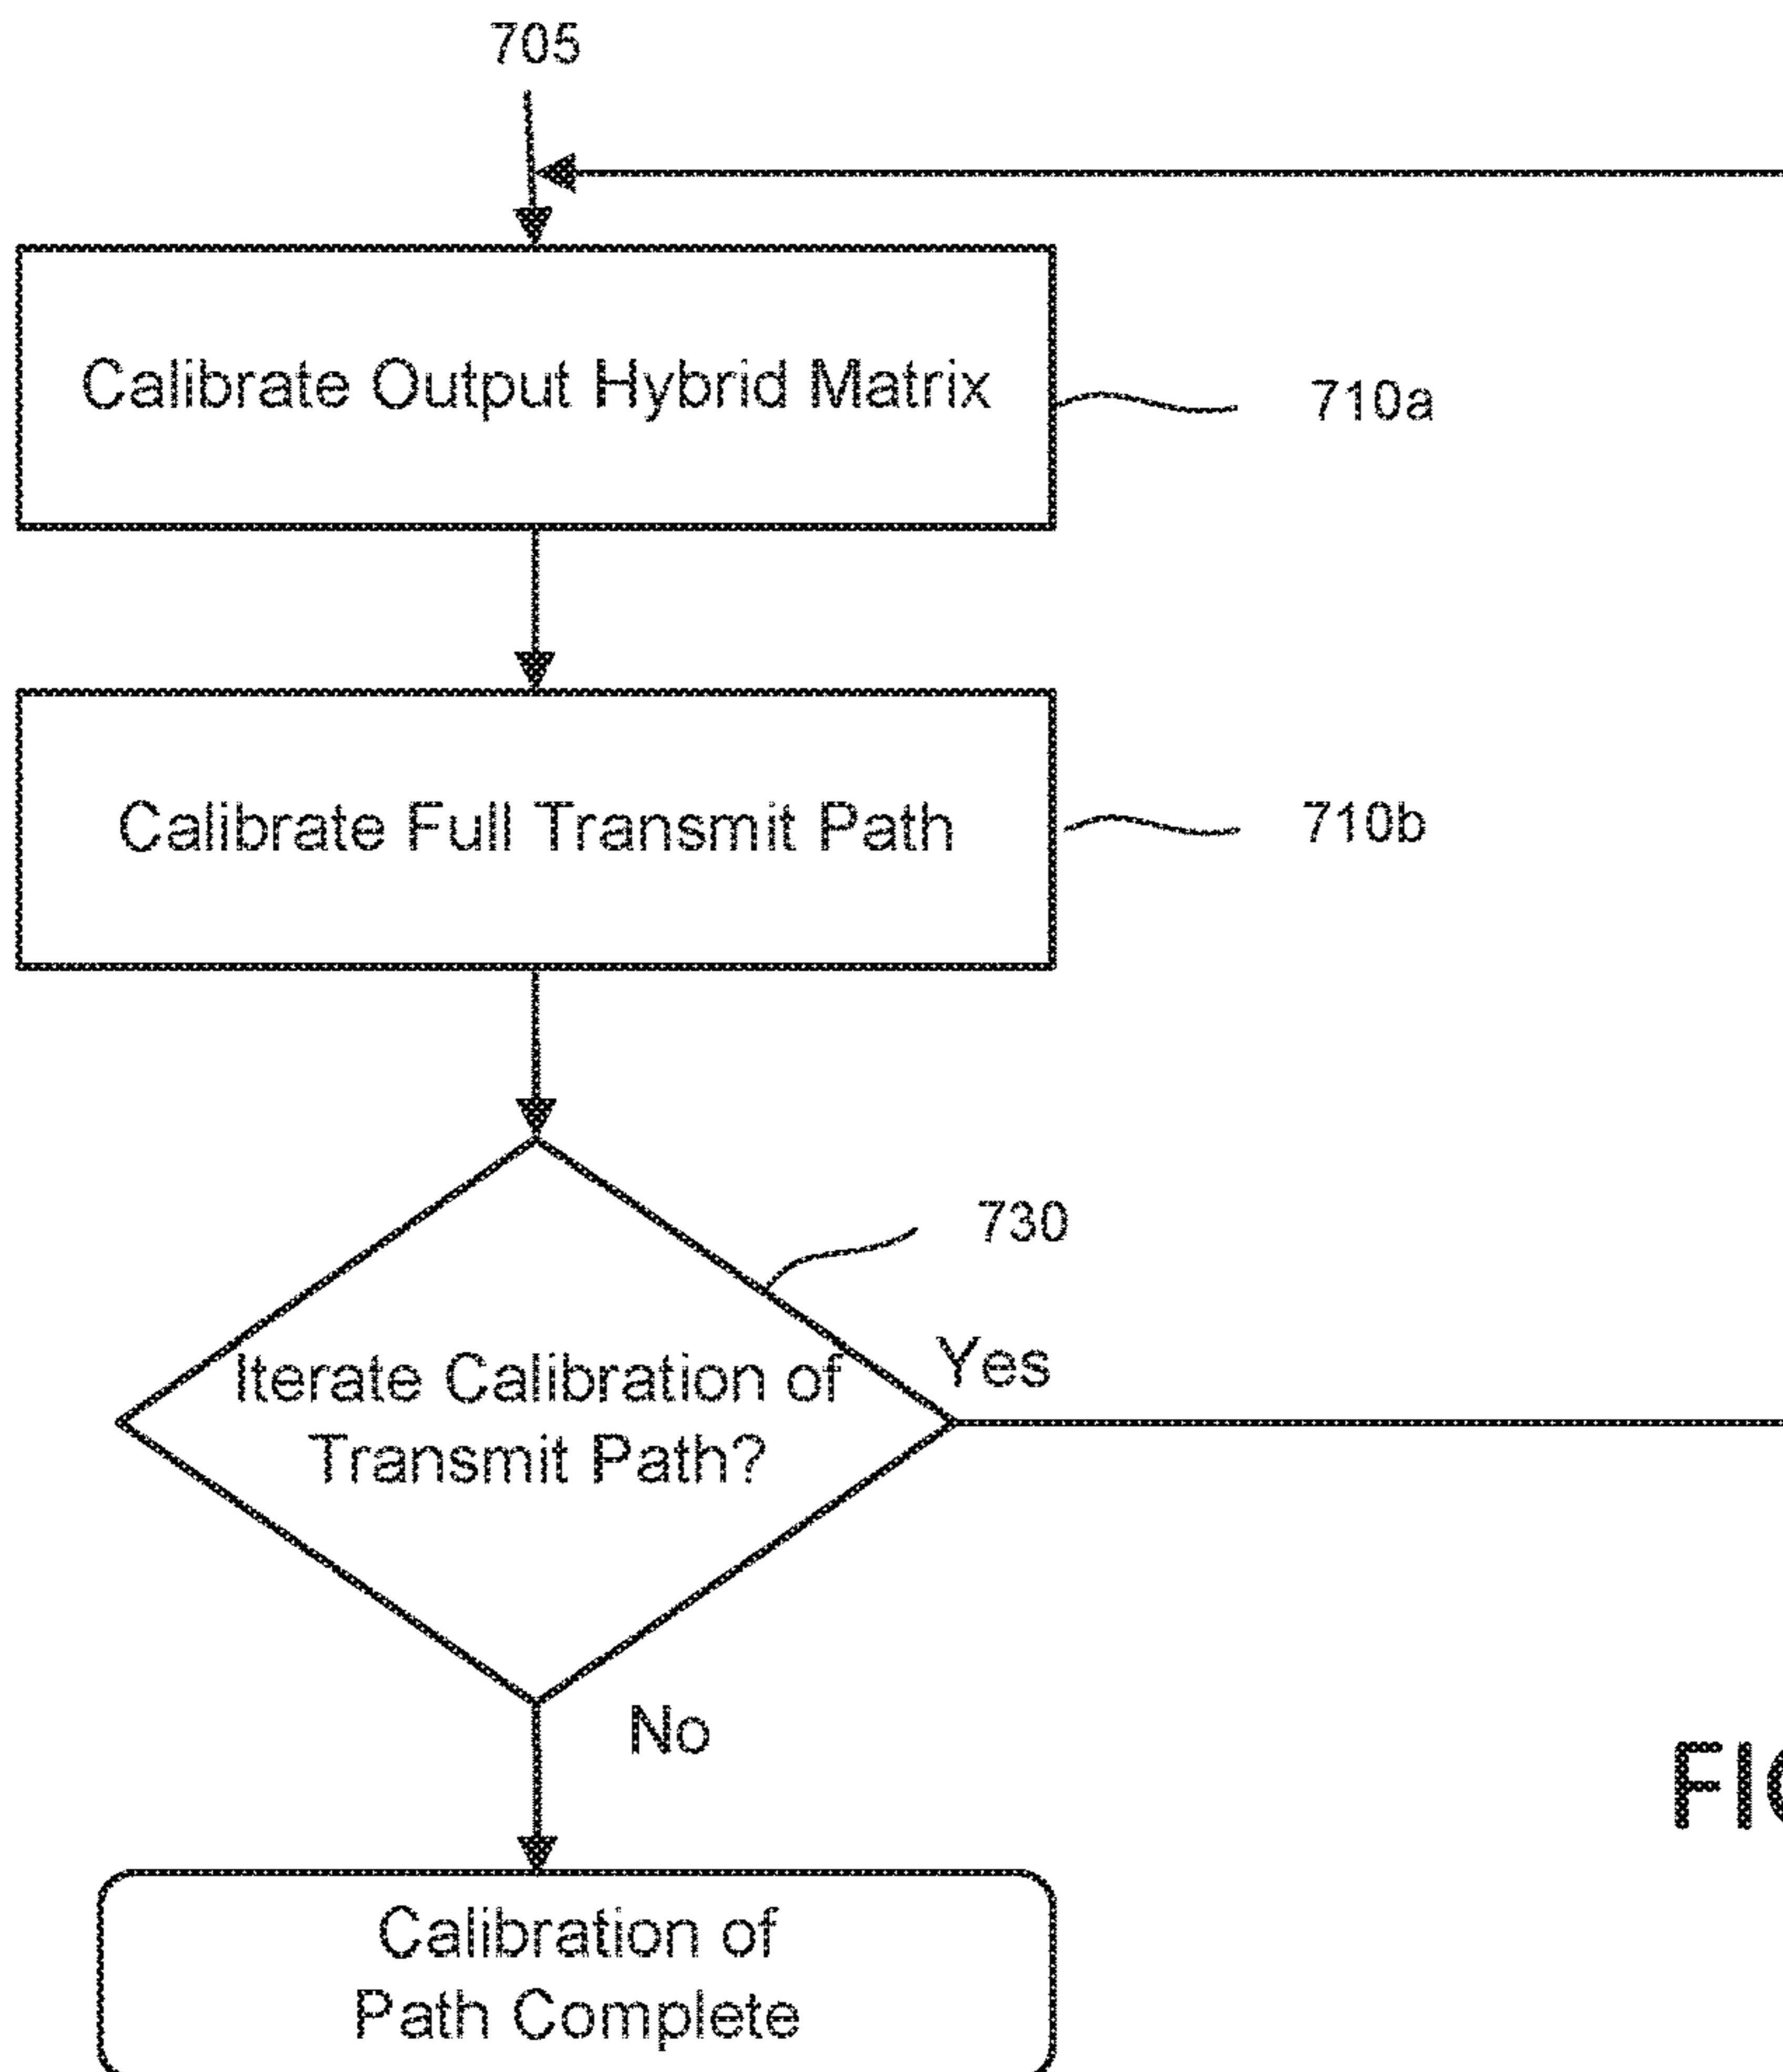 705
Calibrate Output Hybrid Matrix
710a
Calibrate Full Transmit Path
710b
730
Iterate Calibration of
Transmit Path?
Yes
No
Calibration of
Path Complete